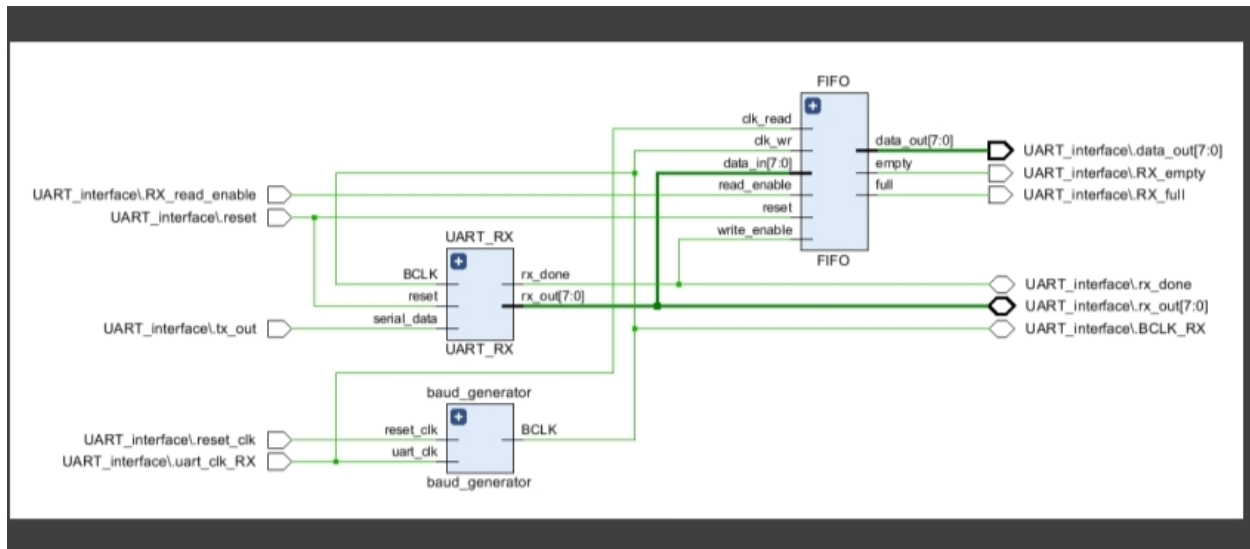 FIFO
clk_read
clk_wr
data_in[7:0]
read_enable
reset
write_enable
data_out[7:0]
empty
full
FIFO
UART_interface\.data_out[7:0]
UART_interface\.RX_empty
UART_interface\.RX_full
UART_interface\.RX_read_enable
UART_interface\.reset
UART_RX
BCLK
reset
serial_data
rx_done
rx_out[7:0]
UART_RX
UART_interface\.tx_out
UART_interface\.rx_done
UART_interface\.rx_out[7:0]
UART_interface\.BCLK_RX
baud_generator
reset_clk
uart_clk
BCLK
baud_generator
UART_interface\.reset_clk
UART_interface\.uart_clk_RX